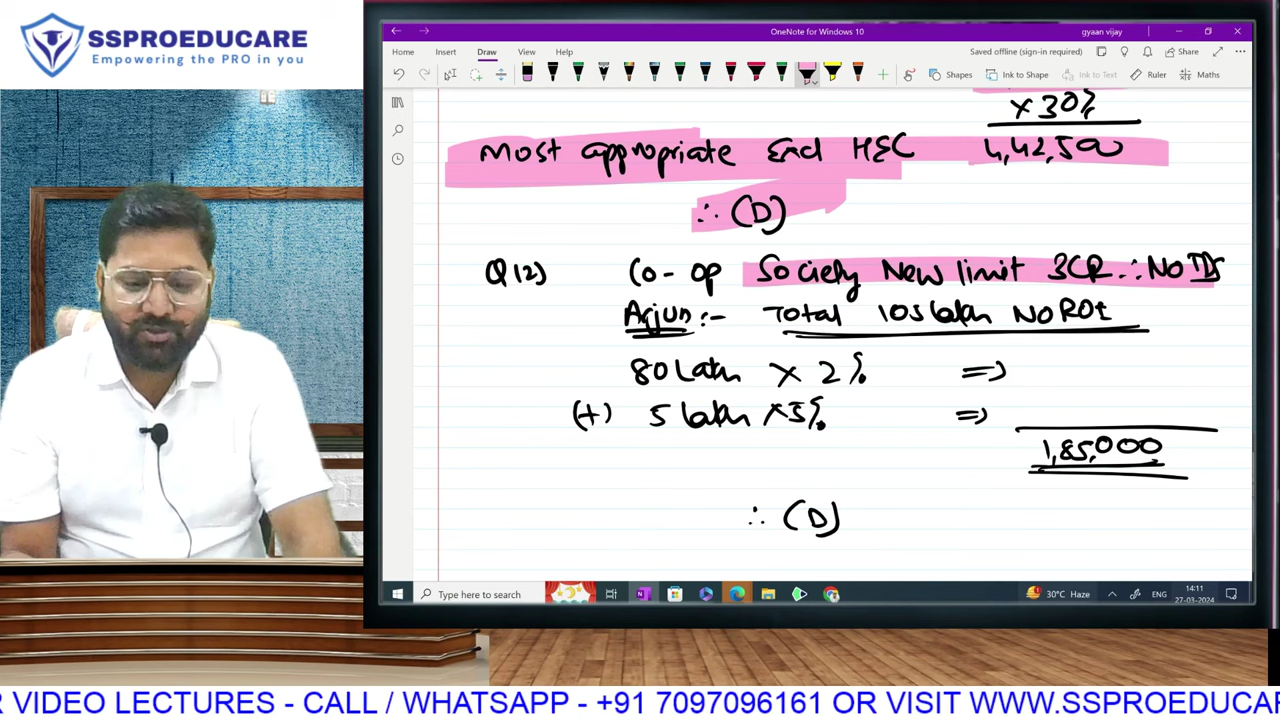 SSPROEDUCARE
Empowering the PRO in you
OneNote for Windows 10
gyaan vijay
Home Insert Draw View Help
Saved offline (sign-in required)
Share
Shapes
Ink to Shape
Ink to Text
Ruler
Maths
x 30%
Most appropriate End HEC 4,42,500
∴ (D)
Q12) Co-op Society New limit 3CR ∴ NO TDS
Arjun :- Total 105 lakh NO ROI
80 Lakh x 2% =>
(+) 5 lakh x 5% =>
1,85,000
∴ (D)
Type here to search
30°C Haze
ENG
14:11
27-03-2024
R VIDEO LECTURES - CALL / WHATSAPP - +91 7097096161 OR VISIT WWW.SSPROEDUCA